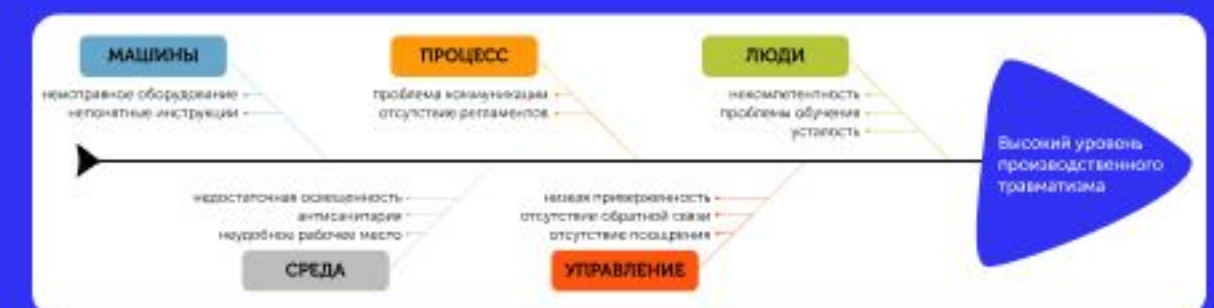 МАШИНЫ
неисправное оборудование
непонятные инструкции
ПРОЦЕСС
проблема коммуникации
отсутствие регламентов
ЛЮДИ
некомпетентность
проблемы обучения
усталость
Высокий уровень
производственного
травматизма
недостаточная освещенность
антисанитария
неудобное рабочее место
СРЕДА
низкая приверженность
отсутствие обратной связи
отсутствие поощрения
УПРАВЛЕНИЕ